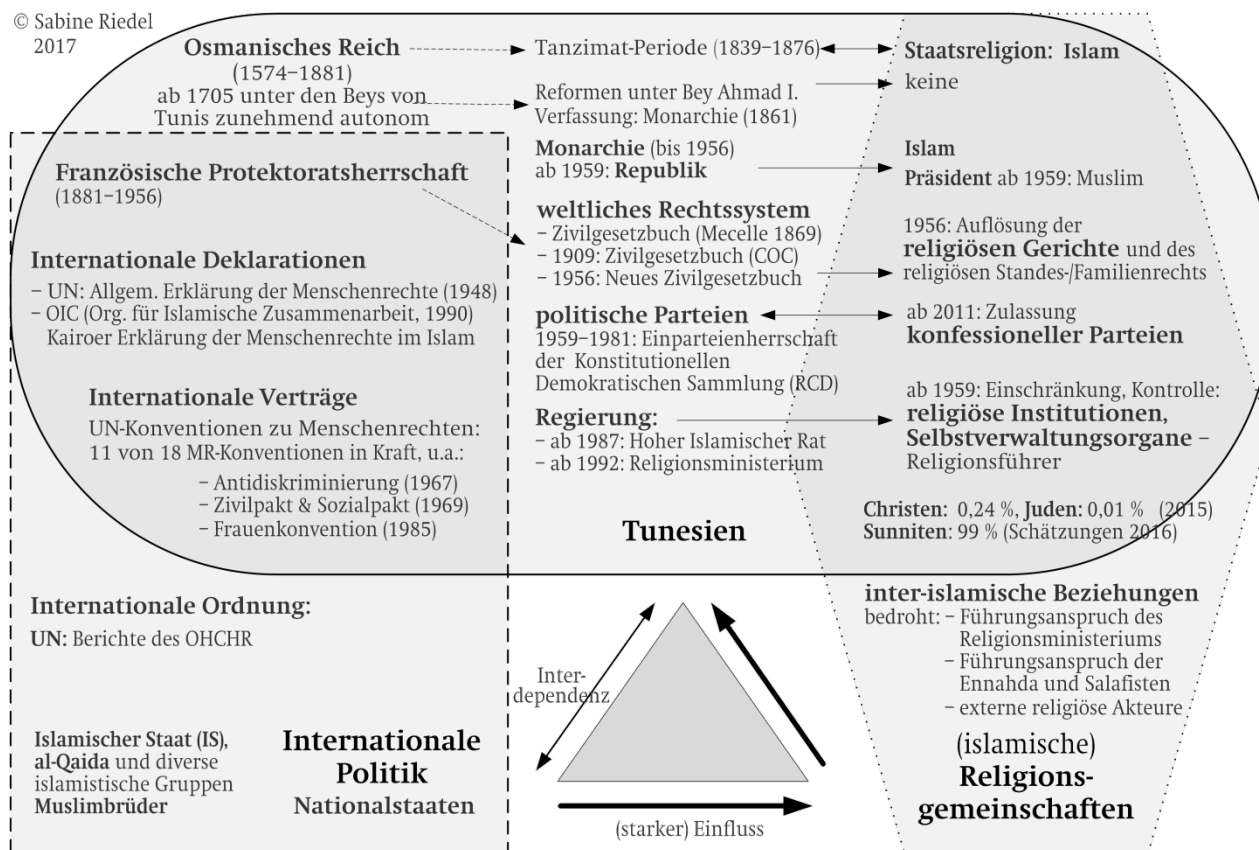 © Sabine Riedel
2017
Osmanisches Reich
(1574–1881)
ab 1705 unter den Beys von
Tunis zunehmend autonom
Französische Protektoratsherrschaft
(1881–1956)
Internationale Deklarationen
– UN: Allgem. Erklärung der Menschenrechte (1948)
– OIC (Org. für Islamische Zusammenarbeit, 1990)
Kairoer Erklärung der Menschenrechte im Islam
Internationale Verträge
UN-Konventionen zu Menschenrechten:
11 von 18 MR-Konventionen in Kraft, u.a.:
– Antidiskriminierung (1967)
– Zivilpakt & Sozialpakt (1969)
– Frauenkonvention (1985)
Internationale Ordnung:
UN: Berichte des OHCHR
Islamischer Staat (IS),
al-Qaida und diverse
islamistische Gruppen
Muslimbrüder
Internationale
Politik
Nationalstaaten
Tanzimat-Periode (1839–1876)
Reformen unter Bey Ahmad I.
Verfassung: Monarchie (1861)
Monarchie (bis 1956)
ab 1959: Republik
weltliches Rechtssystem
– Zivilgesetzbuch (Mecelle 1869)
– 1909: Zivilgesetzbuch (COC)
– 1956: Neues Zivilgesetzbuch
politische Parteien
1959–1981: Einparteienherrschaft
der Konstitutionellen
Demokratischen Sammlung (RCD)
Regierung:
– ab 1987: Hoher Islamischer Rat
– ab 1992: Religionsministerium
Tunesien
Inter-
dependenz
(starker) Einfluss
Staatsreligion: Islam
keine
Islam
Präsident ab 1959: Muslim
1956: Auflösung der
religiösen Gerichte und des
religiösen Standes-/Familienrechts
ab 2011: Zulassung
konfessioneller Parteien
ab 1959: Einschränkung, Kontrolle:
religiöse Institutionen,
Selbstverwaltungsorgane –
Religionsführer
Christen: 0,24 %, Juden: 0,01 % (2015)
Sunniten: 99 % (Schätzungen 2016)
inter-islamische Beziehungen
bedroht: – Führungsanspruch des
Religionsministeriums
– Führungsanspruch der
Ennahda und Salafisten
– externe religiöse Akteure
(islamische)
Religions-
gemeinschaften